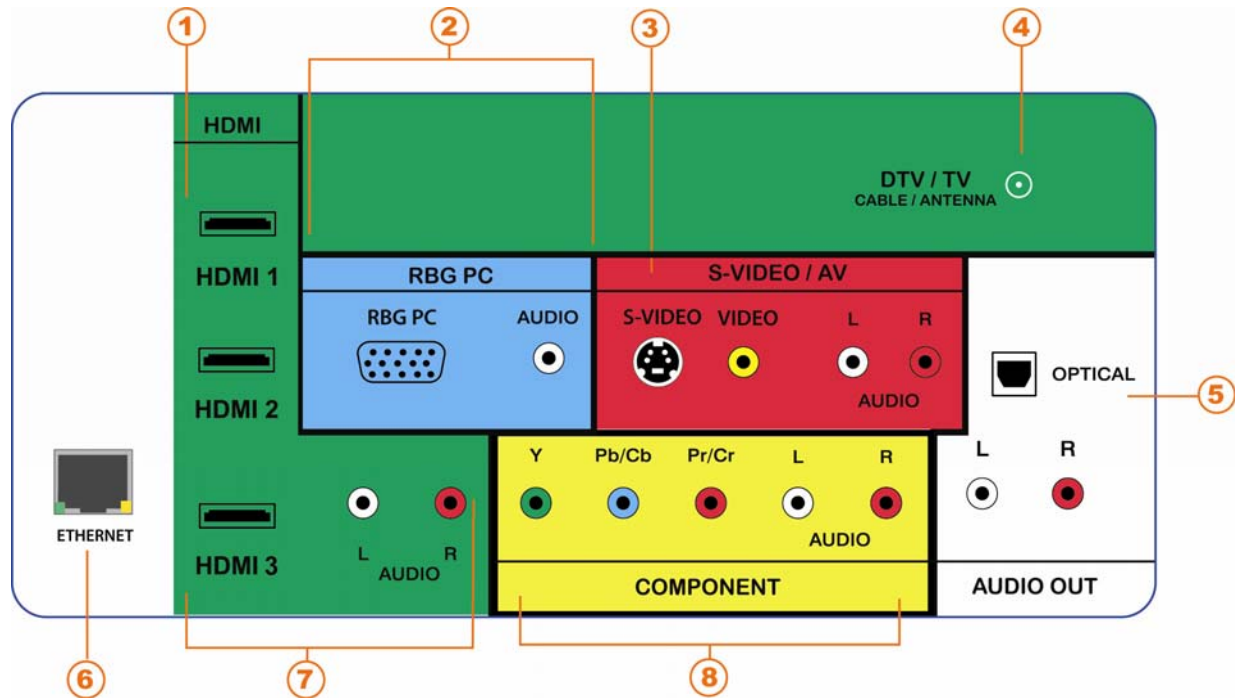 1
2
3
4
HDMI
DTV / TV
CABLE / ANTENNA
HDMI 1
RBG PC
S-VIDEO / AV
RBG PC
AUDIO
S-VIDEO
VIDEO
L
R
AUDIO
OPTICAL
5
HDMI 2
L
R
Y
Pb/Cb
Pr/Cr
L
R
AUDIO
ETHERNET
HDMI 3
L
R
AUDIO
COMPONENT
AUDIO OUT
6
7
8